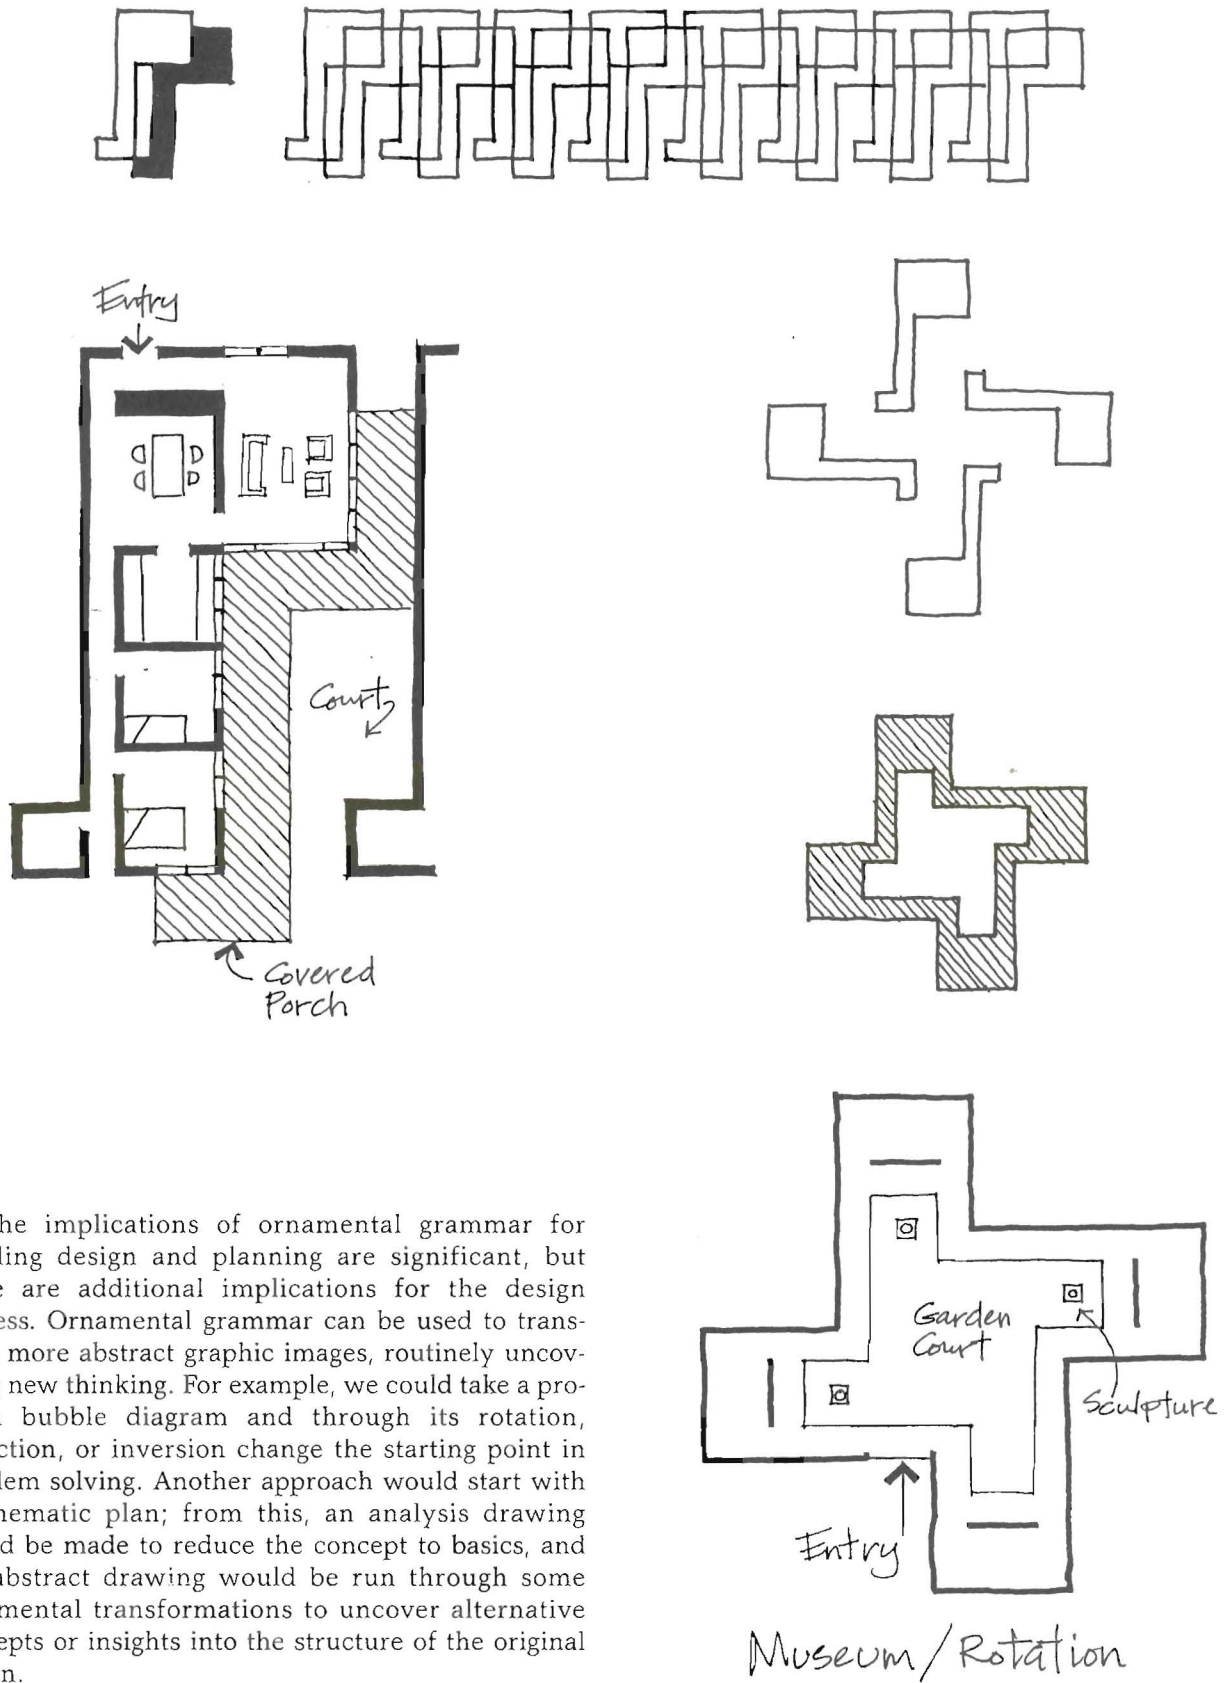 Entry
Court
Covered
Porch
he implications of ornamental grammar for
ling design and planning are significant, but
e are additional implications for the design
ess. Ornamental grammar can be used to trans-
more abstract graphic images, routinely uncov-
new thinking. For example, we could take a pro-
bubble diagram and through its rotation,
ction, or inversion change the starting point in
lem solving. Another approach would start with
hematic plan; from this, an analysis drawing
d be made to reduce the concept to basics, and
abstract drawing would be run through some
mental transformations to uncover alternative
epts or insights into the structure of the original
n.
Garden
Court
Sculpture
Entry
Museum/Rotation